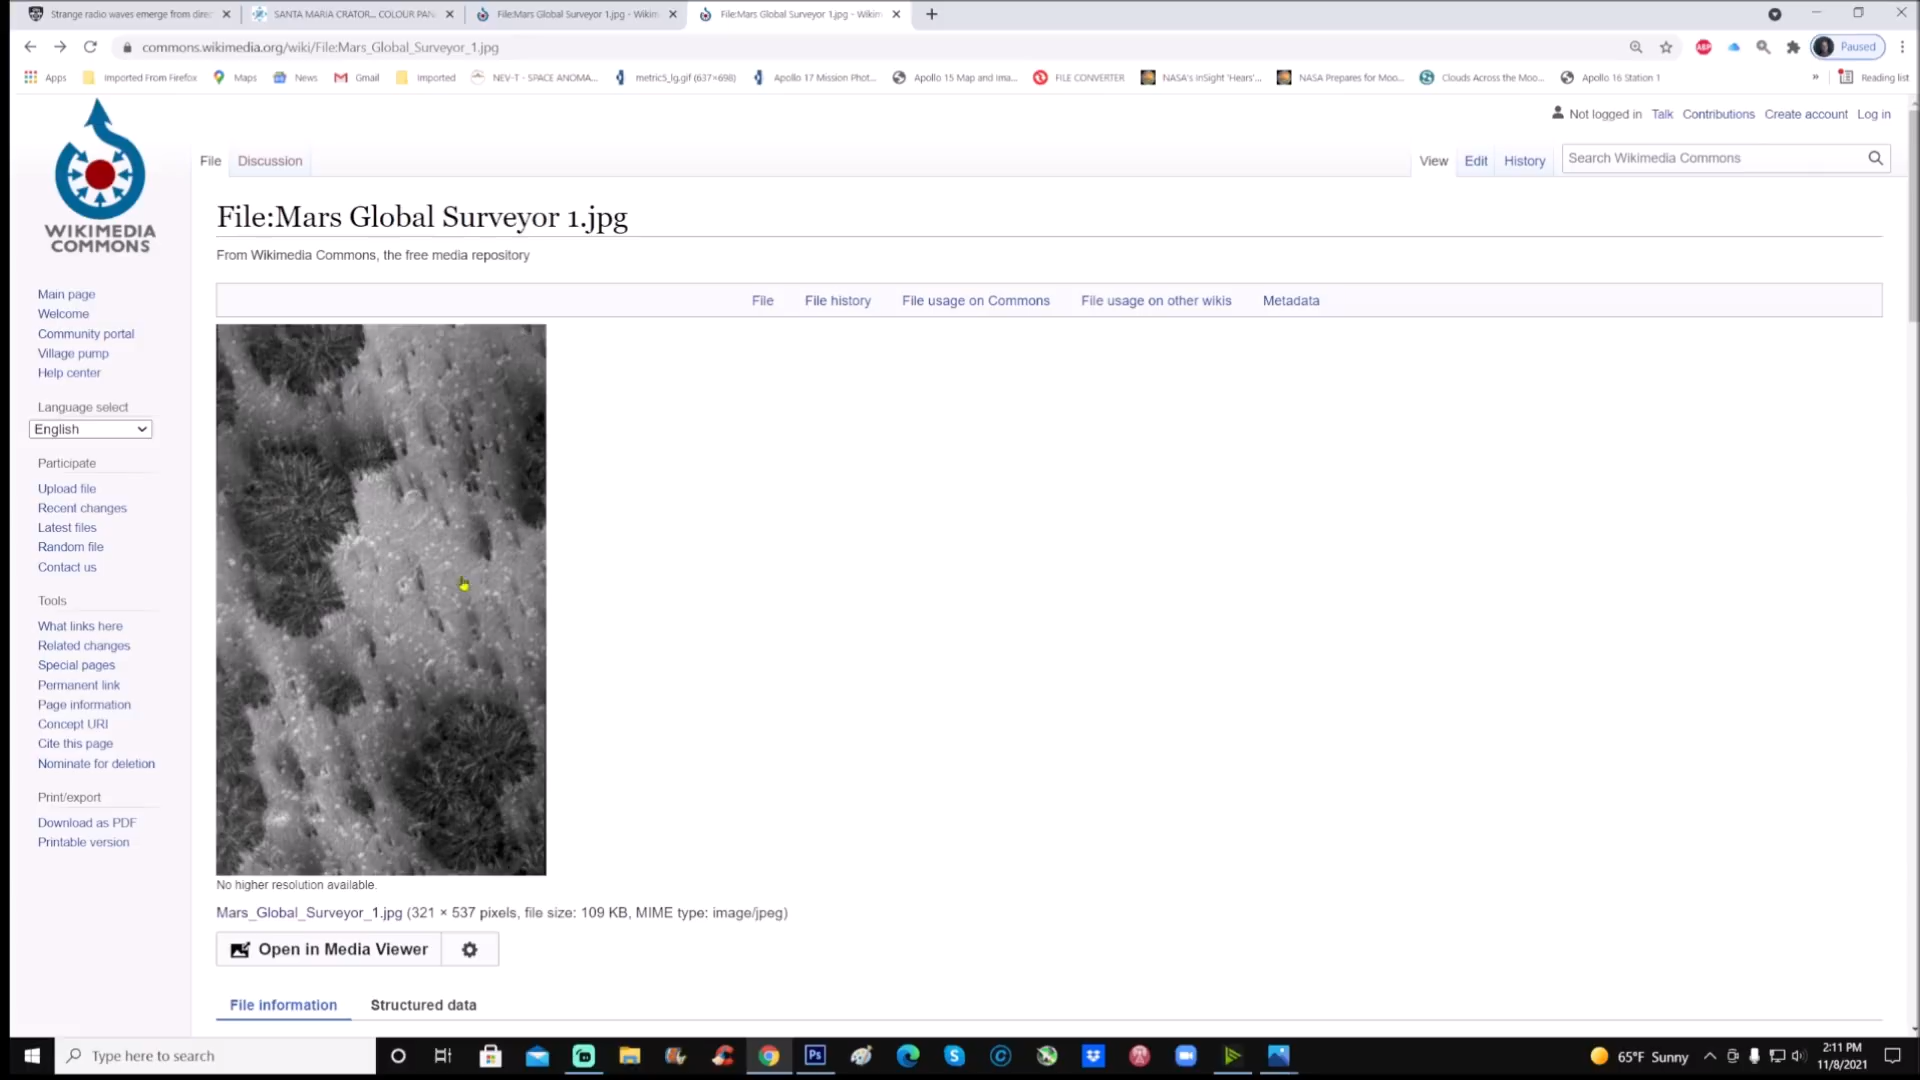 Strange radio waves emerge from direc
SANTA MARIA CRATOR... COLOUR PAN
File:Mars Global Surveyor 1.jpg - Wikim
File:Mars Global Surveyor 1.jpg - Wikim
commons.wikimedia.org/wiki/File:Mars_Global_Surveyor_1.jpg
ABP
Paused
Apps
Imported From Firefox
Maps
News
Gmail
Imported
NEV-T - SPACE ANOMA...
metric5_lg.gif (637×698)
Apollo 17 Mission Phot...
Apollo 15 Map and Ima...
FILE CONVERTER
NASA's InSight 'Hears'...
NASA Prepares for Moo...
Clouds Across the Moo...
Apollo 16 Station 1
»
Reading list
WIKIMEDIA
COMMONS
Not logged in Talk Contributions Create account Log in
File Discussion
View Edit History
Search Wikimedia Commons
File:Mars Global Surveyor 1.jpg
From Wikimedia Commons, the free media repository
File File history File usage on Commons File usage on other wikis Metadata
Main page
Welcome
Community portal
Village pump
Help center
Language select
English
Participate
Upload file
Recent changes
Latest files
Random file
Contact us
Tools
What links here
Related changes
Special pages
Permanent link
Page information
Concept URI
Cite this page
Nominate for deletion
Print/export
Download as PDF
Printable version
No higher resolution available.
Mars_Global_Surveyor_1.jpg (321 × 537 pixels, file size: 109 KB, MIME type: image/jpeg)
Open in Media Viewer
File information Structured data
Type here to search
Ps
65°F Sunny
2:11 PM
11/8/2021